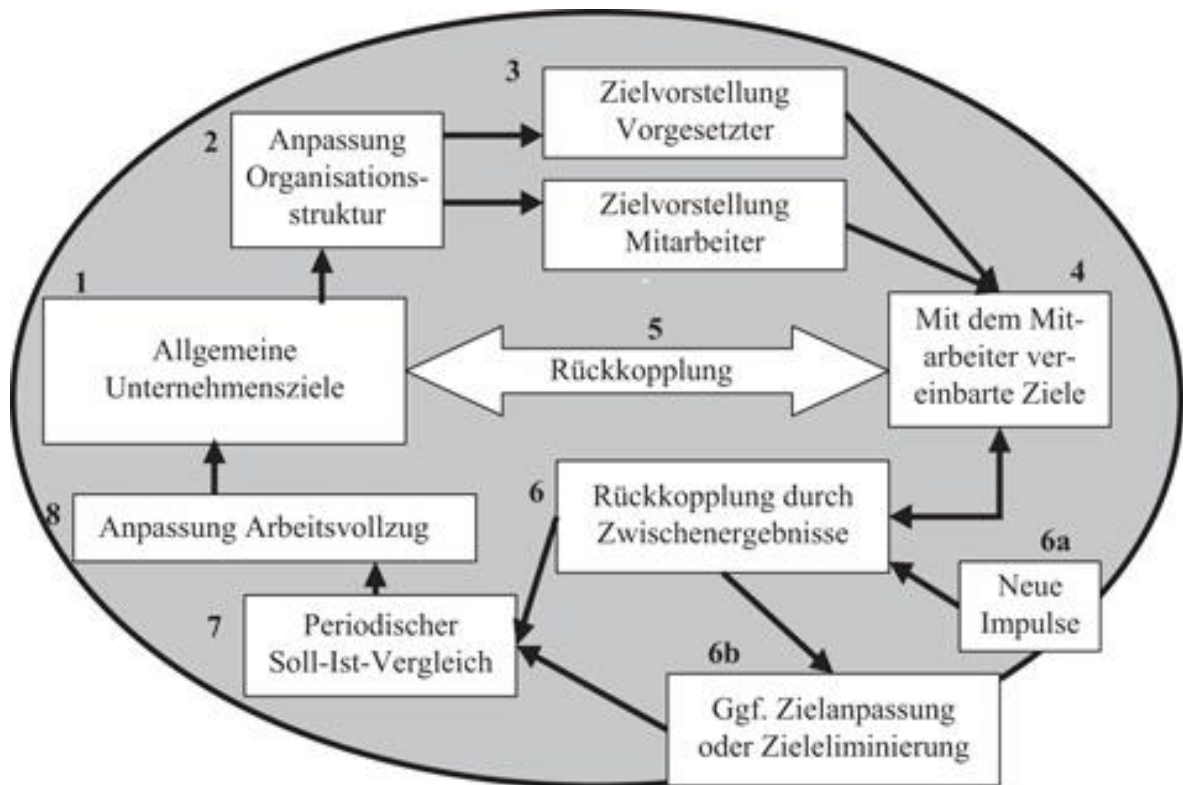 3
Zielvorstellung
Vorgesetzter
2
Anpassung
Organisations-
struktur
Zielvorstellung
Mitarbeiter
1
Allgemeine
Unternehmensziele
5
Rückkopplung
4
Mit dem Mit-
arbeiter ver-
einbarte Ziele
6
Rückkopplung durch
Zwischenergebnisse
6a
Neue
Impulse
6b
Ggf. Zielanpassung
oder Zieleliminierung
7
Periodischer
Soll-Ist-Vergleich
8
Anpassung Arbeitsvollzug